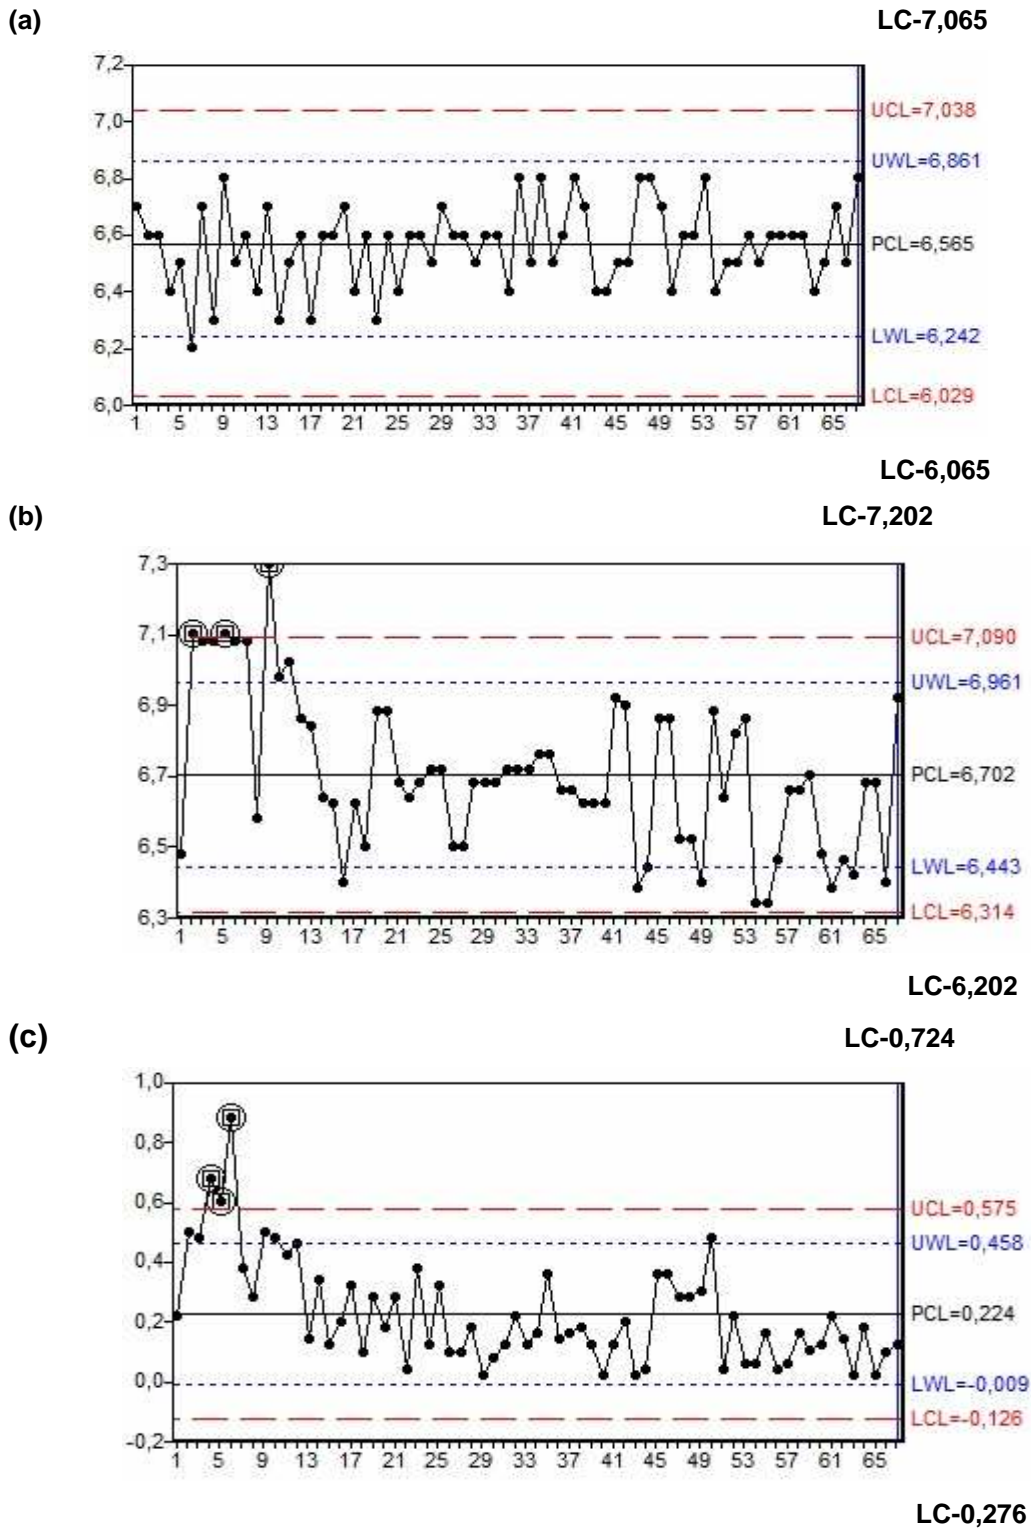 (a) LC-7,065
7,2
7,0
6,8
6,6
6,4
6,2
6,0
UCL=7,038
UWL=6,861
PCL=6,565
LWL=6,242
LCL=6,029
1 5 9 13 17 21 25 29 33 37 41 45 49 53 57 61 65
LC-6,065
(b) LC-7,202
7,3
7,1
6,9
6,7
6,5
6,3
UCL=7,090
UWL=6,961
PCL=6,702
LWL=6,443
LCL=6,314
1 5 9 13 17 21 25 29 33 37 41 45 49 53 57 61 65
LC-6,202
(c) LC-0,724
1,0
0,8
0,6
0,4
0,2
0,0
-0,2
UCL=0,575
UWL=0,458
PCL=0,224
LWL=-0,009
LCL=-0,126
1 5 9 13 17 21 25 29 33 37 41 45 49 53 57 61 65
LC-0,276